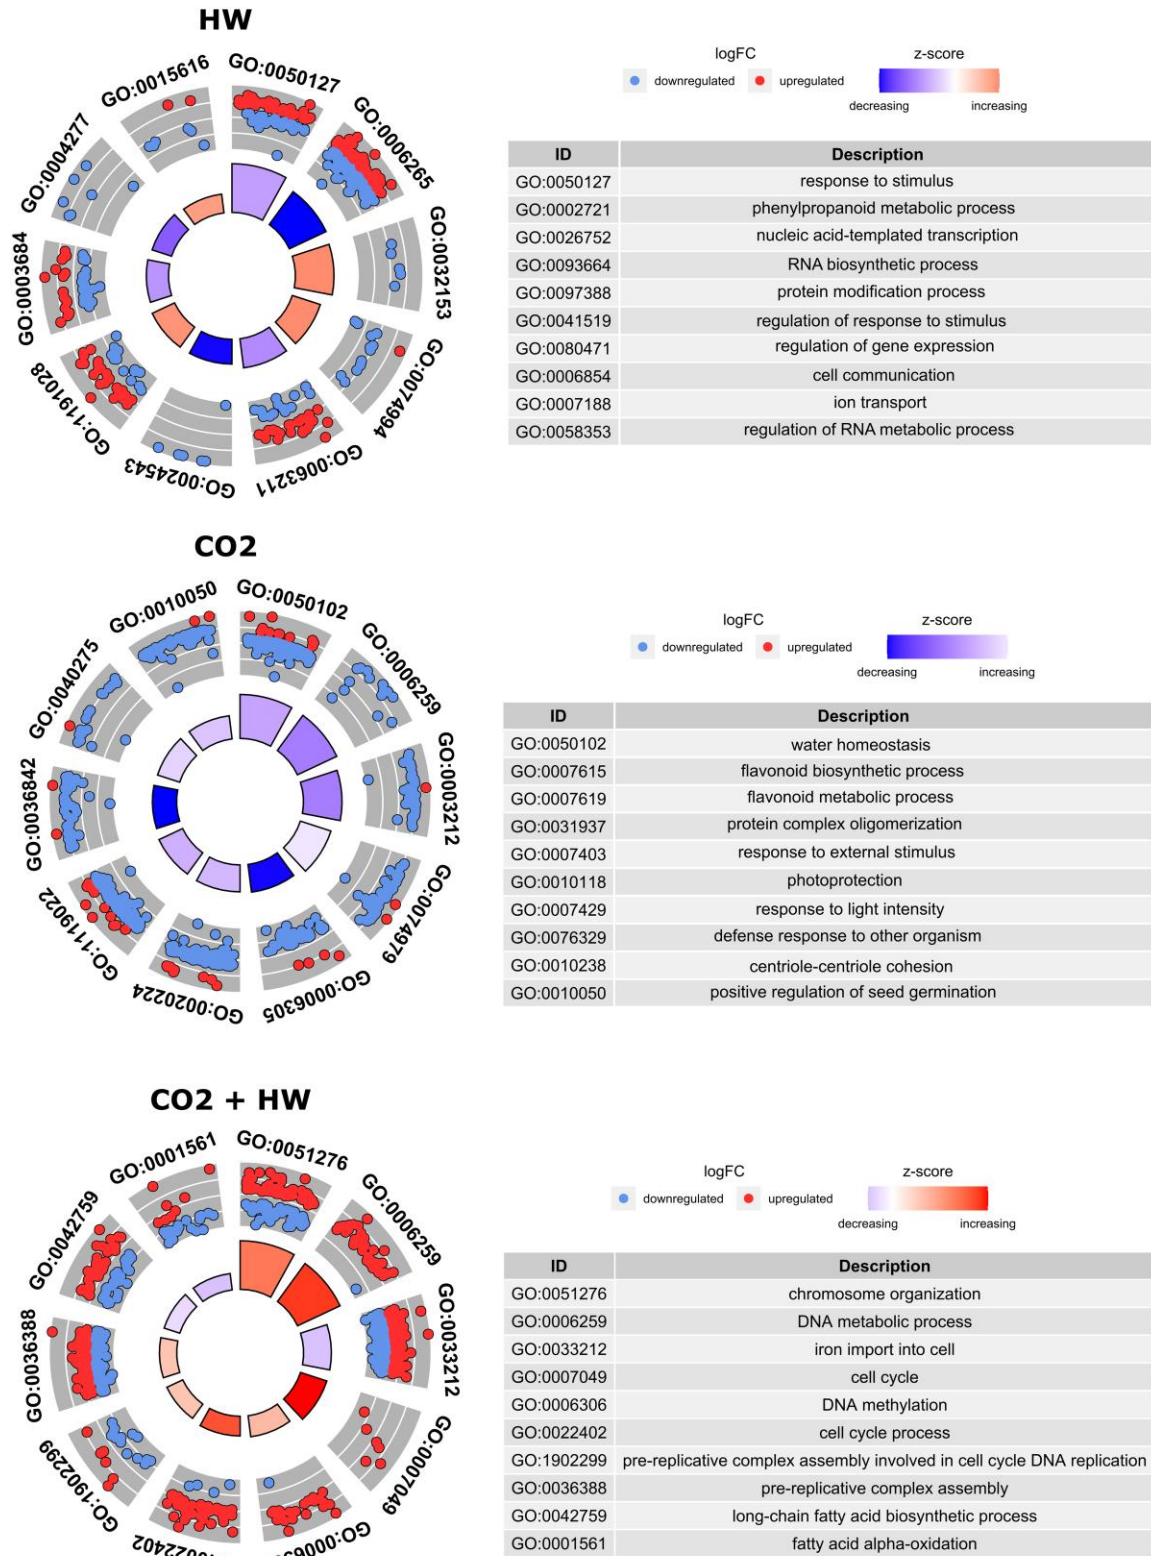 HW
GO:0050127
GO:0006265
GO:0032153
GO:0074994
GO:0063211
GO:0024543
GO:1191028
GO:0003684
GO:0004277
GO:0015616
logFC
z-score
downregulated
upregulated
decreasing
increasing
ID Description
GO:0050127 response to stimulus
GO:0002721 phenylpropanoid metabolic process
GO:0026752 nucleic acid-templated transcription
GO:0093664 RNA biosynthetic process
GO:0097388 protein modification process
GO:0041519 regulation of response to stimulus
GO:0080471 regulation of gene expression
GO:0006854 cell communication
GO:0007188 ion transport
GO:0058353 regulation of RNA metabolic process
CO2
GO:0050102
GO:0006259
GO:0003212
GO:0074979
GO:0006305
GO:0020224
GO:1119022
GO:0036842
GO:0040275
GO:0010050
logFC
z-score
downregulated
upregulated
decreasing
increasing
ID Description
GO:0050102 water homeostasis
GO:0007615 flavonoid biosynthetic process
GO:0007619 flavonoid metabolic process
GO:0031937 protein complex oligomerization
GO:0007403 response to external stimulus
GO:0010118 photoprotection
GO:0007429 response to light intensity
GO:0076329 defense response to other organism
GO:0010238 centriole-centriole cohesion
GO:0010050 positive regulation of seed germination
CO2 + HW
GO:0051276
GO:0006259
GO:0033212
GO:0007049
GO:1902299
GO:0036388
GO:0042759
GO:0001561
logFC
z-score
downregulated
upregulated
decreasing
increasing
ID Description
GO:0051276 chromosome organization
GO:0006259 DNA metabolic process
GO:0033212 iron import into cell
GO:0007049 cell cycle
GO:0006306 DNA methylation
GO:0022402 cell cycle process
GO:1902299 pre-replicative complex assembly involved in cell cycle DNA replication
GO:0036388 pre-replicative complex assembly
GO:0042759 long-chain fatty acid biosynthetic process
GO:0001561 fatty acid alpha-oxidation